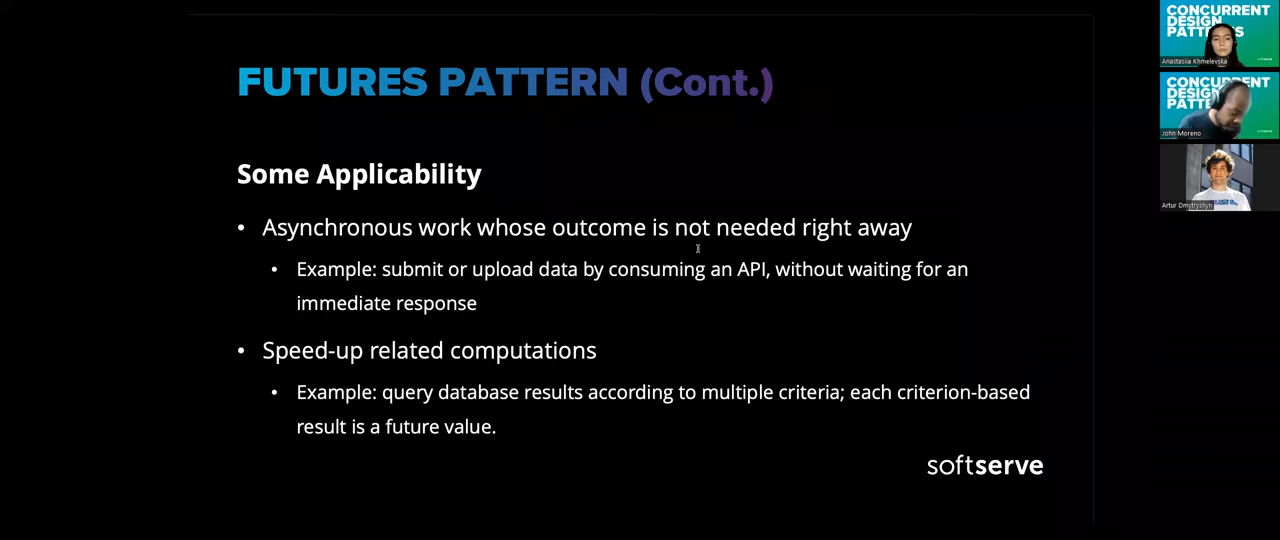 FUTURES PATTERN (Cont.)
Some Applicability
• Asynchronous work whose outcome is not needed right away
• Example: submit or upload data by consuming an API, without waiting for an
immediate response
• Speed-up related computations
• Example: query database results according to multiple criteria; each criterion-based
result is a future value.
softserve
CONCURRENT
DESIGN
Anastasiia Khmelevska
CONCURRENT
DESIGN
John Moreno
Artur Dmytryshyn